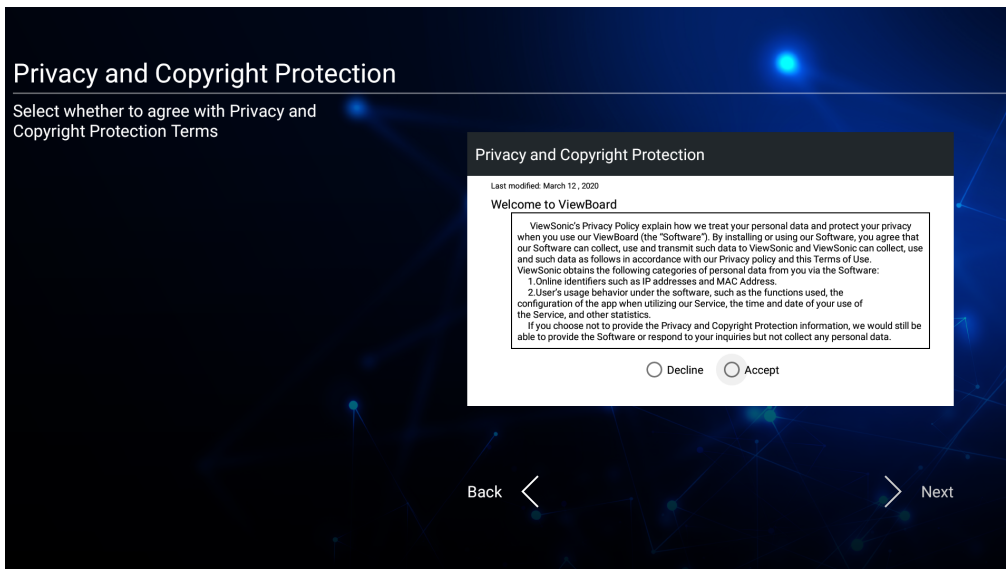 Privacy and Copyright Protection
Select whether to agree with Privacy and
Copyright Protection Terms
Privacy and Copyright Protection
Last modified: March 12 , 2020
Welcome to ViewBoard
ViewSonic's Privacy Policy explain how we treat your personal data and protect your privacy
when you use our ViewBoard (the “Software”). By installing or using our Software, you agree that
our Software can collect, use and transmit such data to ViewSonic and ViewSonic can collect, use
and such data as follows in accordance with our Privacy policy and this Terms of Use.
ViewSonic obtains the following categories of personal data from you via the Software:
1.Online identifiers such as IP addresses and MAC Address.
2.User's usage behavior under the software, such as the functions used, the
configuration of the app when utilizing our Service, the time and date of your use of
the Service, and other statistics.
If you choose not to provide the Privacy and Copyright Protection information, we would still be
able to provide the Software or respond to your inquiries but not collect any personal data.
Decline Accept
Back Next